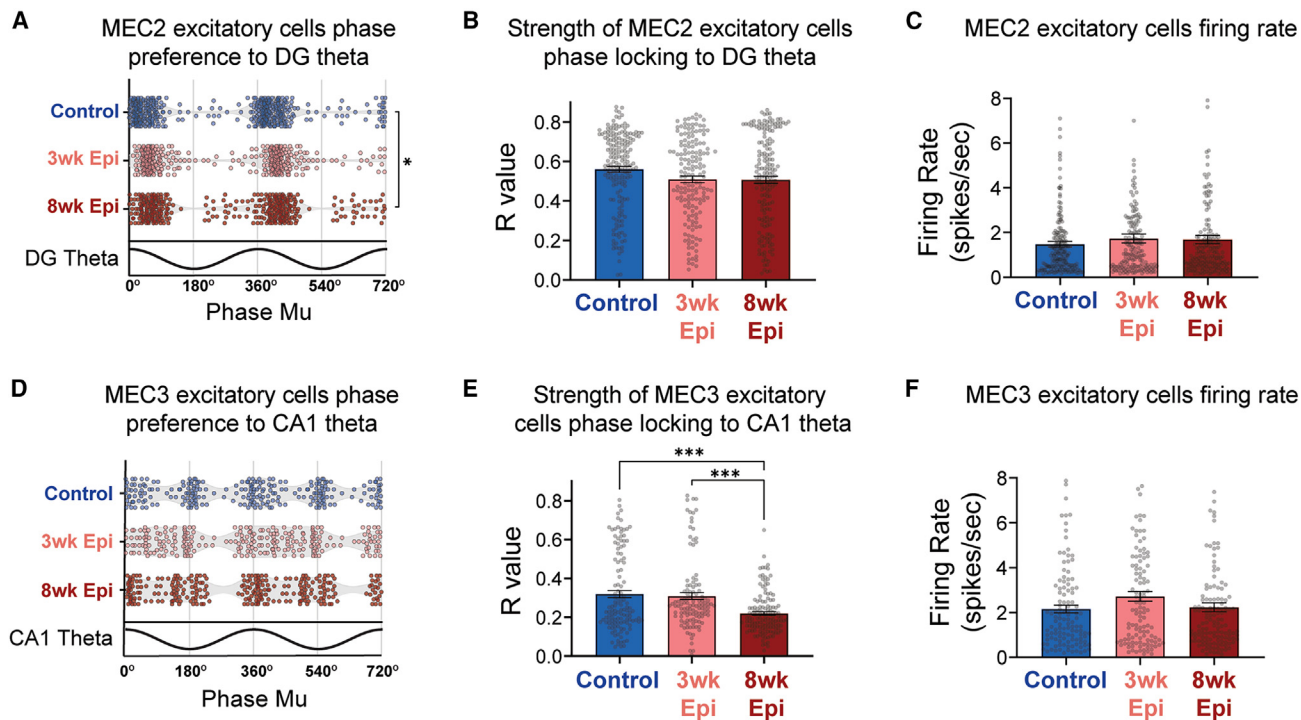 A
MEC2 excitatory cells phase
preference to DG theta
Control
3wk Epi
8wk Epi
*
DG Theta
0° 180° 360° 540° 720°
Phase Mu
B
Strength of MEC2 excitatory cells
phase locking to DG theta
R value
0.8
0.6
0.4
0.2
0.0
Control 3wk 8wk
Epi Epi
C
MEC2 excitatory cells firing rate
Firing Rate
(spikes/sec)
8
6
4
2
0
Control 3wk 8wk
Epi Epi
D
MEC3 excitatory cells phase
preference to CA1 theta
Control
3wk Epi
8wk Epi
CA1 Theta
0° 180° 360° 540° 720°
Phase Mu
E
Strength of MEC3 excitatory
cells phase locking to CA1 theta
***
***
R value
0.8
0.6
0.4
0.2
0.0
Control 3wk 8wk
Epi Epi
F
MEC3 excitatory cells firing rate
Firing Rate
(spikes/sec)
8
6
4
2
0
Control 3wk 8wk
Epi Epi